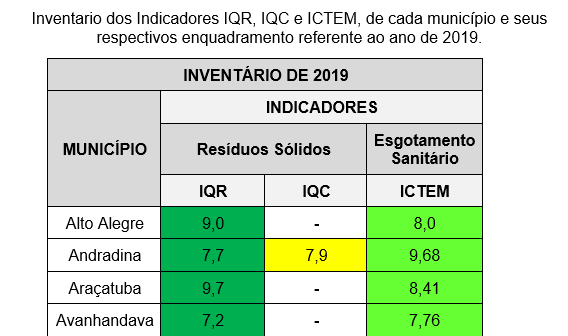 Inventario dos Indicadores IQR, IQC e ICTEM, de cada município e seus
respectivos enquadramento referente ao ano de 2019.
INVENTÁRIO DE 2019
MUNICÍPIO
INDICADORES
Resíduos Sólidos
Esgotamento
Sanitário
IQR IQC ICTEM
Alto Alegre 9,0 - 8,0
Andradina 7,7 7,9 9,68
Araçatuba 9,7 - 8,41
Avanhandava 7,2 - 7,76